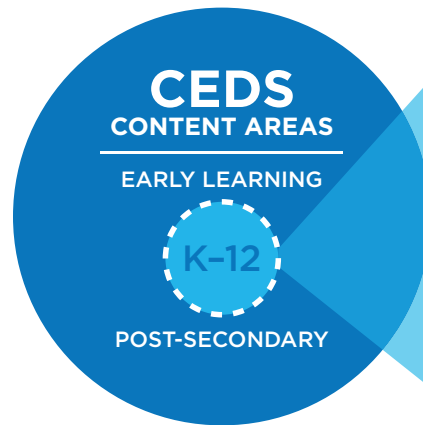 CEDS
CONTENT AREAS
EARLY LEARNING
K–12
POST-SECONDARY